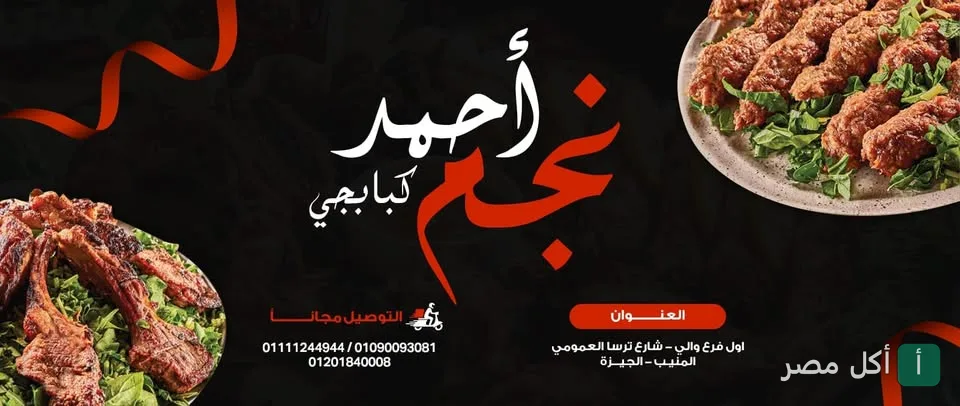 أحمد
نجم
كبابجي
العنوان
اول فرع والي - شارع ترسا العمومي
المنيب - الجيزة
التوصيل مجاناً
01111244944 / 01090093081
01201840008
أ أكل مصر